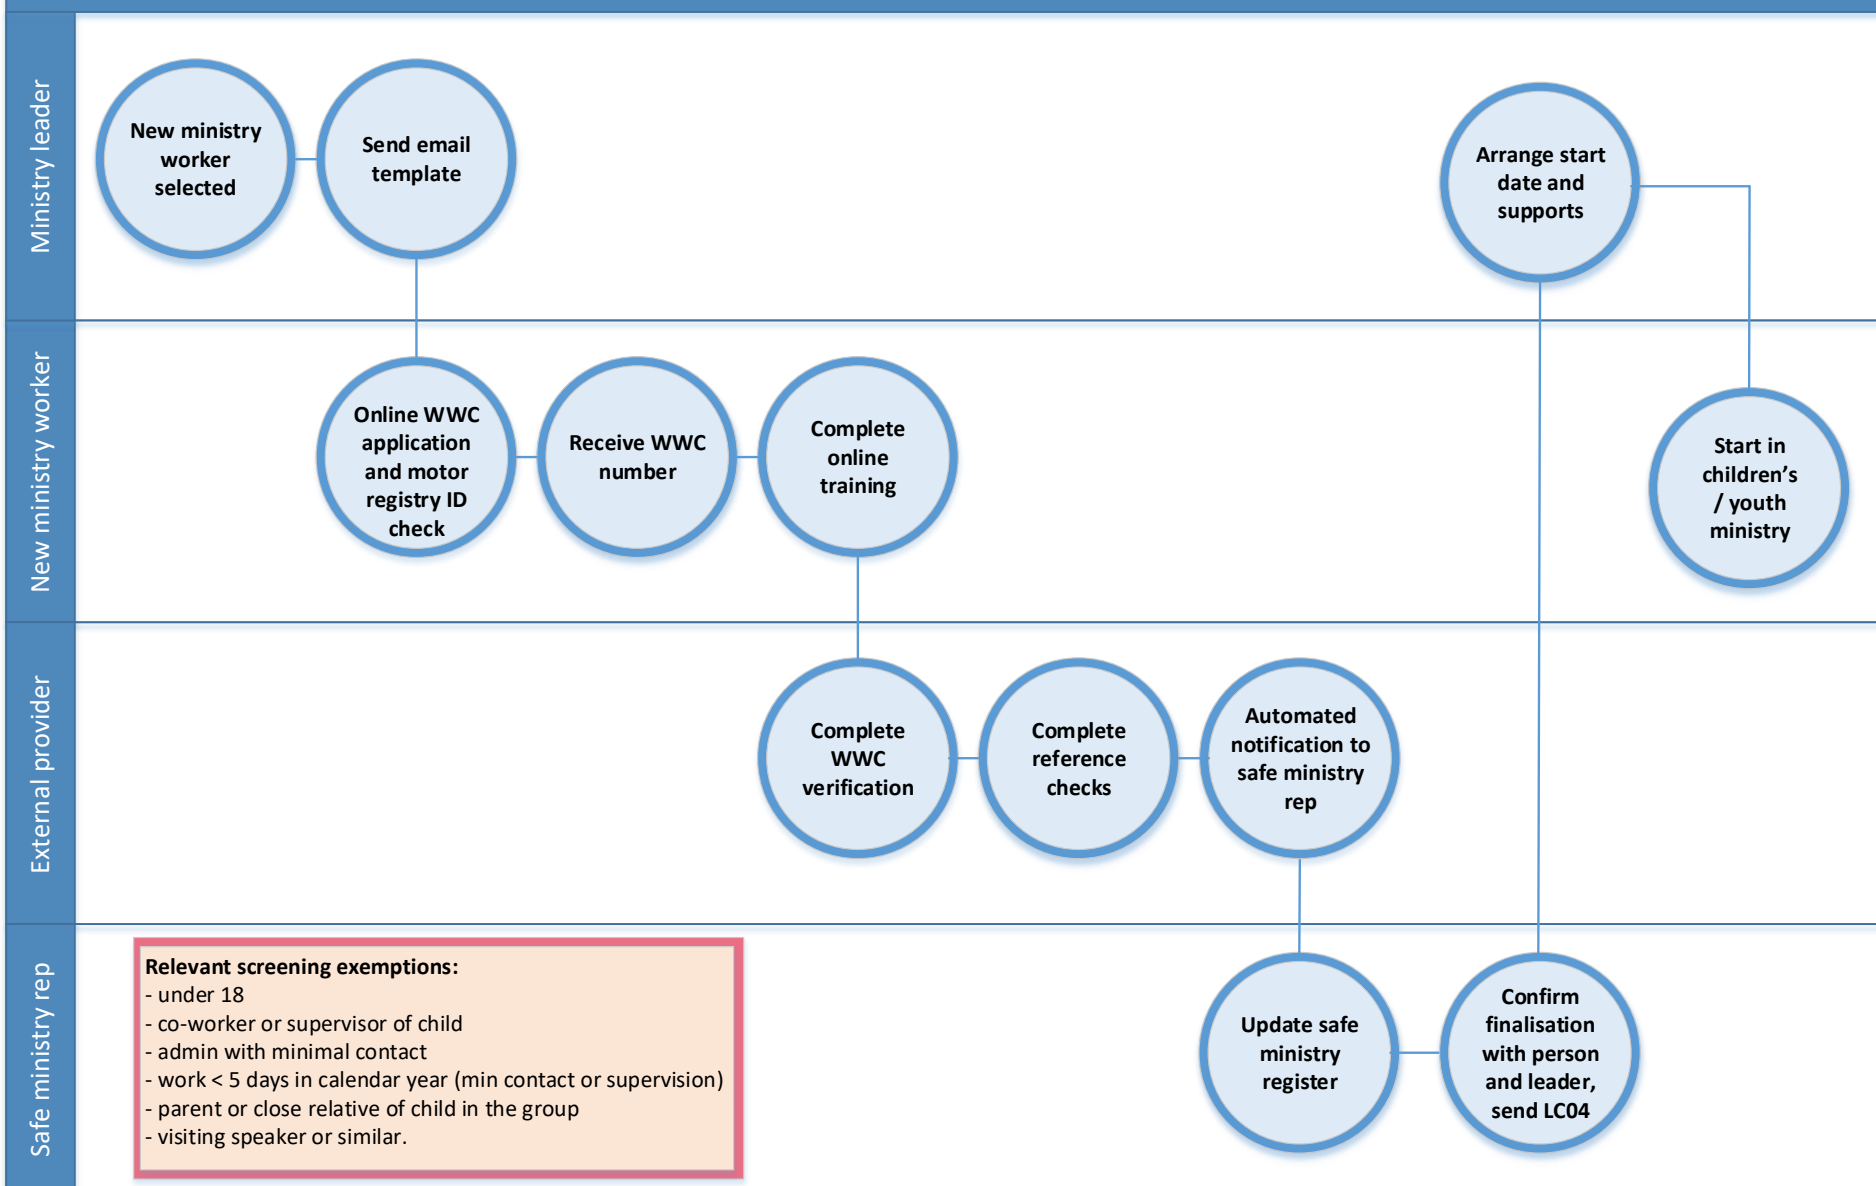 Ministry leader
New ministry
worker
selected
Send email
template
Arrange start
date and
supports
New ministry worker
Online WWC
application
and motor
registry ID
check
Receive WWC
number
Complete
online
training
Start in
children’s
/ youth
ministry
External provider
Complete
WWC
verification
Complete
reference
checks
Automated
notification to
safe ministry
rep
Safe ministry rep
Relevant screening exemptions:
- under 18
- co-worker or supervisor of child
- admin with minimal contact
- work < 5 days in calendar year (min contact or supervision)
- parent or close relative of child in the group
- visiting speaker or similar.
Update safe
ministry
register
Confirm
finalisation
with person
and leader,
send LC04